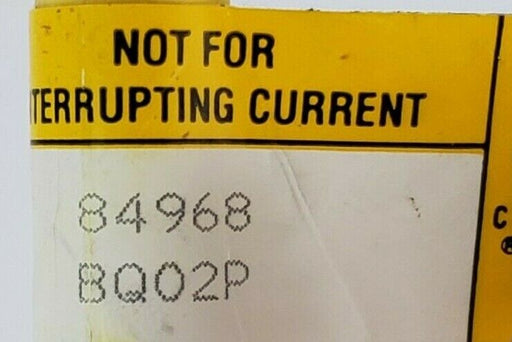 NOT FOR
TERRUPTING CURRENT
84968
BQ02P
C